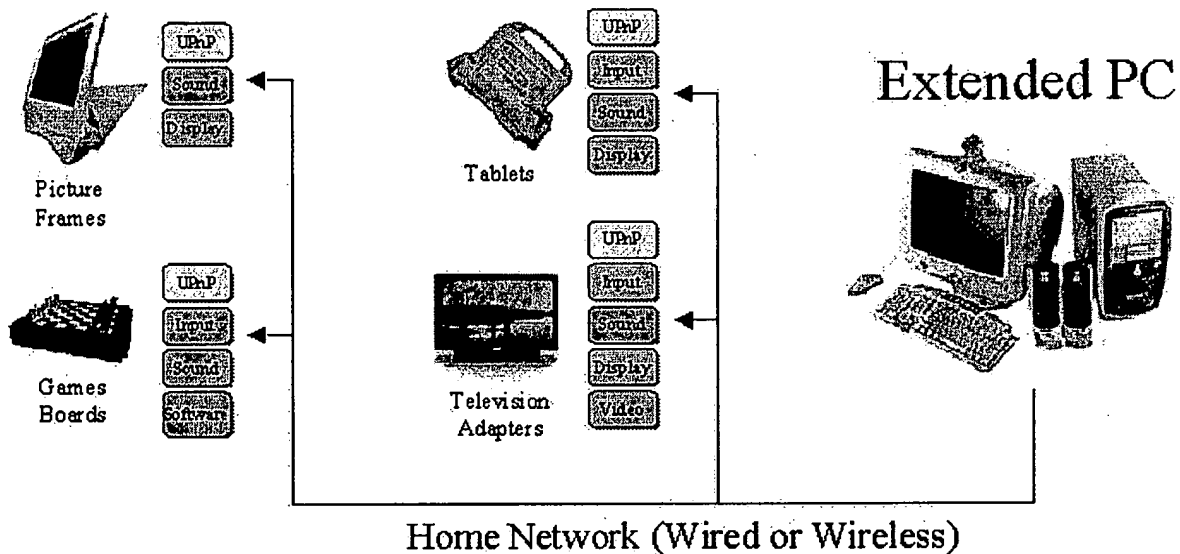 UPnP
Sound
Display
Picture
Frames
UPnP
Input
Sound
Display
Tablets
Extended PC
UPnP
Input
Sound
Software
Games
Boards
UPnP
Input
Sound
Display
Video
Television
Adapters
Home Network (Wired or Wireless)